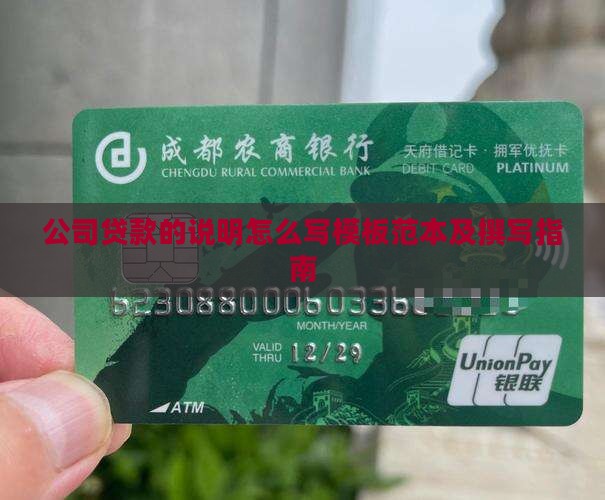 成都农商银行
CHENGDU RURAL COMMERCIAL BANK
天府借记卡·拥军优抚卡
DEBIT CARD PLATINUM
公司贷款的说明怎么写模板范本及撰写指
南
MONTH/YEAR
VALID
THRU 12/29
UnionPay
银联
ATM